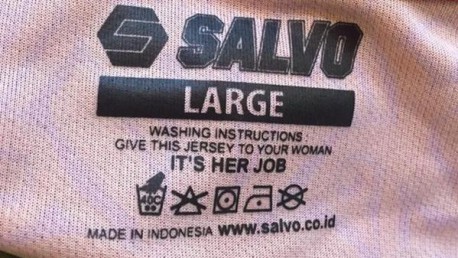 SALVO
LARGE
WASHING INSTRUCTIONS :
GIVE THIS JERSEY TO YOUR WOMAN
IT'S HER JOB
40C
MADE IN INDONESIA www.salvo.co.id